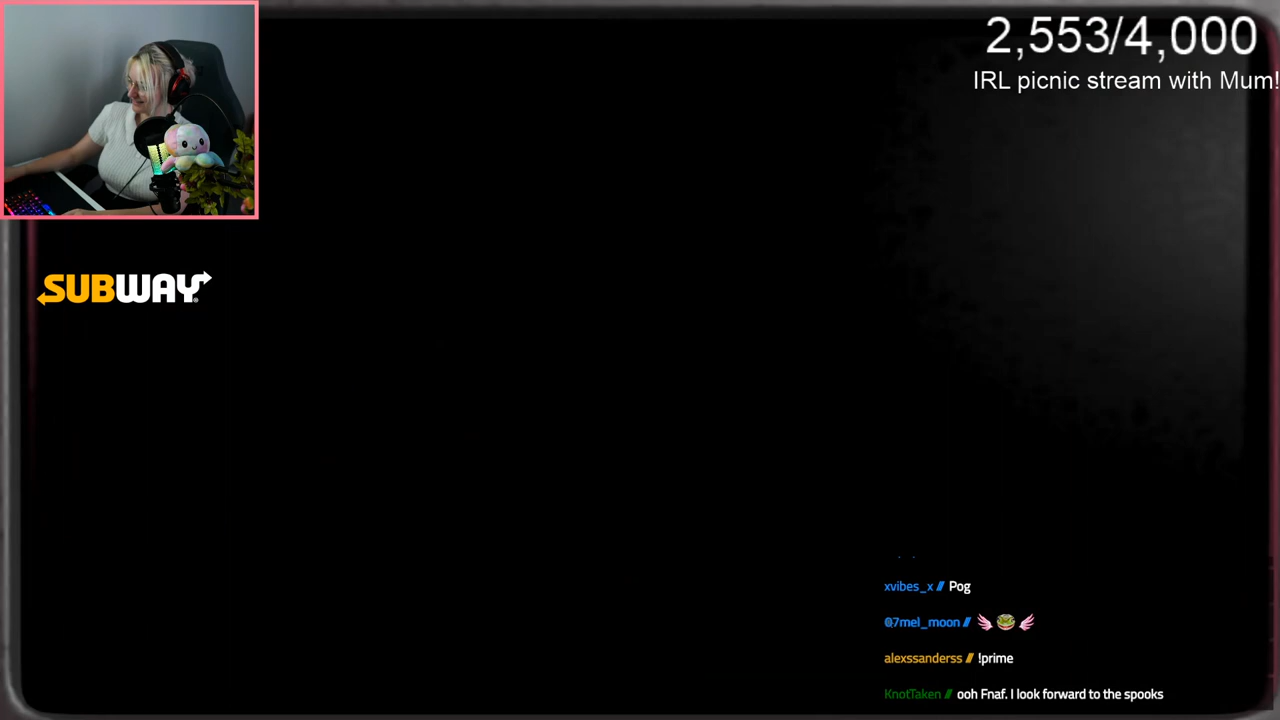 2,553/4,000
IRL picnic stream with Mum!
SUBWAY
xvibes_x // Pog
@7mei_moon //
alexssanderss // !prime
KnotTaken // ooh Fnaf. I look forward to the spooks